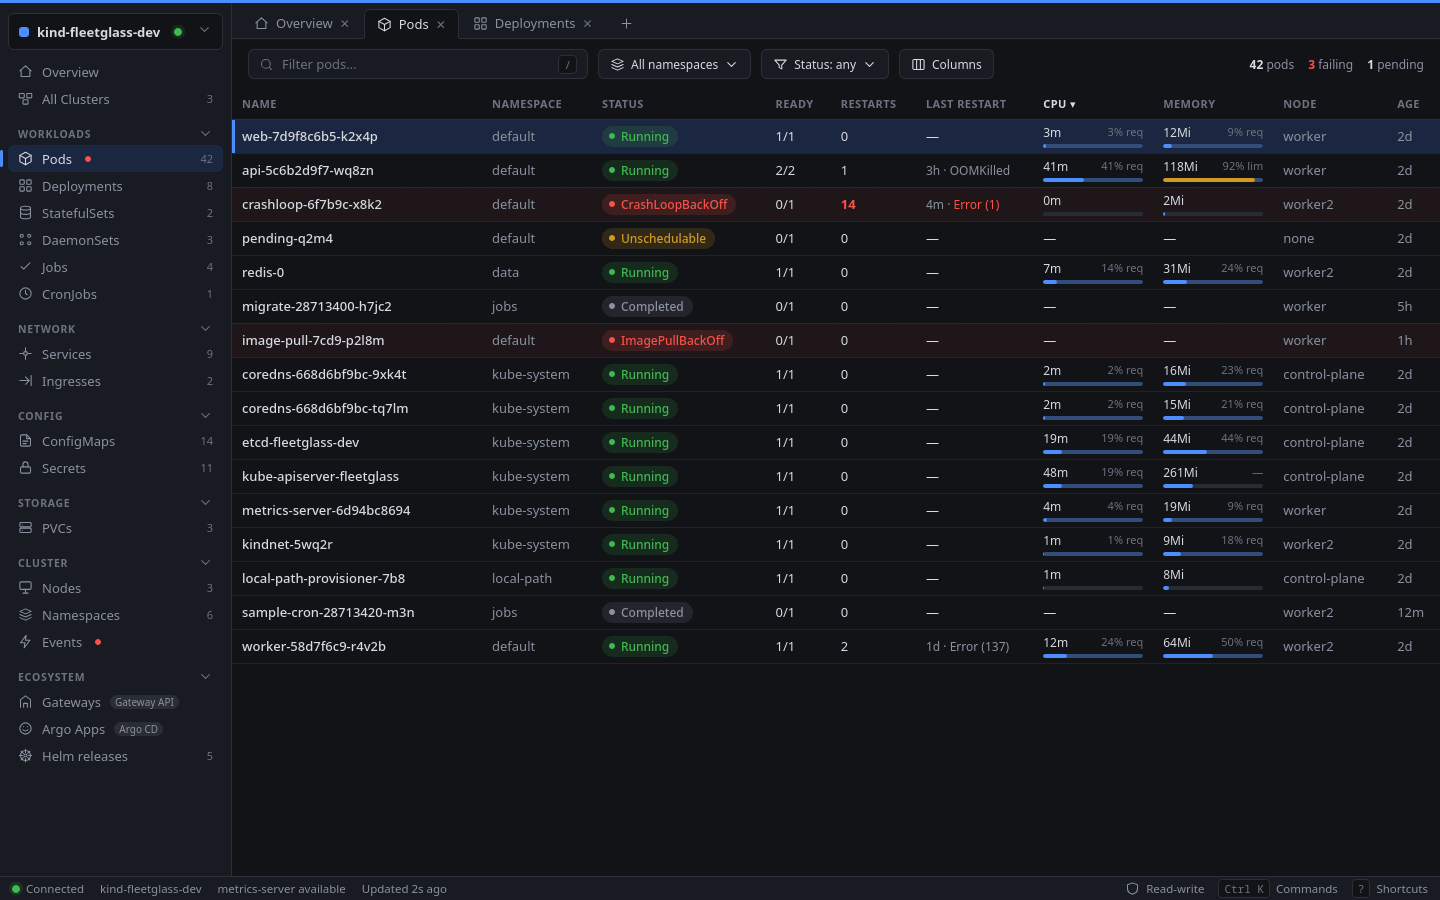 kind-fleetglass-dev
Overview
All Clusters 3
WORKLOADS
Pods 42
Deployments 8
StatefulSets 2
DaemonSets 3
Jobs 4
CronJobs 1
NETWORK
Services 9
Ingresses 2
CONFIG
ConfigMaps 14
Secrets 11
STORAGE
PVCs 3
CLUSTER
Nodes 3
Namespaces 6
Events
ECOSYSTEM
Gateways Gateway API
Argo Apps Argo CD
Helm releases 5
Overview × Pods × Deployments × +
Filter pods... / All namespaces Status: any Columns 42 pods 3 failing 1 pending
NAME NAMESPACE STATUS READY RESTARTS LAST RESTART CPU ▾ MEMORY NODE AGE
web-7d9f8c6b5-k2x4p default Running 1/1 0 — 3m 3% req 12Mi 9% req worker 2d
api-5c6b2d9f7-wq8zn default Running 2/2 1 3h · OOMKilled 41m 41% req 118Mi 92% lim worker 2d
crashloop-6f7b9c-x8k2 default CrashLoopBackOff 0/1 14 4m · Error (1) 0m 2Mi worker2 2d
pending-q2m4 default Unschedulable 0/1 0 — — — none 2d
redis-0 data Running 1/1 0 — 7m 14% req 31Mi 24% req worker2 2d
migrate-28713400-h7jc2 jobs Completed 0/1 0 — — — worker 5h
image-pull-7cd9-p2l8m default ImagePullBackOff 0/1 0 — — — worker 1h
coredns-668d6bf9bc-9xk4t kube-system Running 1/1 0 — 2m 2% req 16Mi 23% req control-plane 2d
coredns-668d6bf9bc-tq7lm kube-system Running 1/1 0 — 2m 2% req 15Mi 21% req control-plane 2d
etcd-fleetglass-dev kube-system Running 1/1 0 — 19m 19% req 44Mi 44% req control-plane 2d
kube-apiserver-fleetglass kube-system Running 1/1 0 — 48m 19% req 261Mi — control-plane 2d
metrics-server-6d94bc8694 kube-system Running 1/1 0 — 4m 4% req 19Mi 9% req worker 2d
kindnet-5wq2r kube-system Running 1/1 0 — 1m 1% req 9Mi 18% req worker2 2d
local-path-provisioner-7b8 local-path Running 1/1 0 — 1m 8Mi control-plane 2d
sample-cron-28713420-m3n jobs Completed 0/1 0 — — — worker2 12m
worker-58d7f6c9-r4v2b default Running 1/1 2 1d · Error (137) 12m 24% req 64Mi 50% req worker2 2d
Connected kind-fleetglass-dev metrics-server available Updated 2s ago Read-write Ctrl K Commands ? Shortcuts